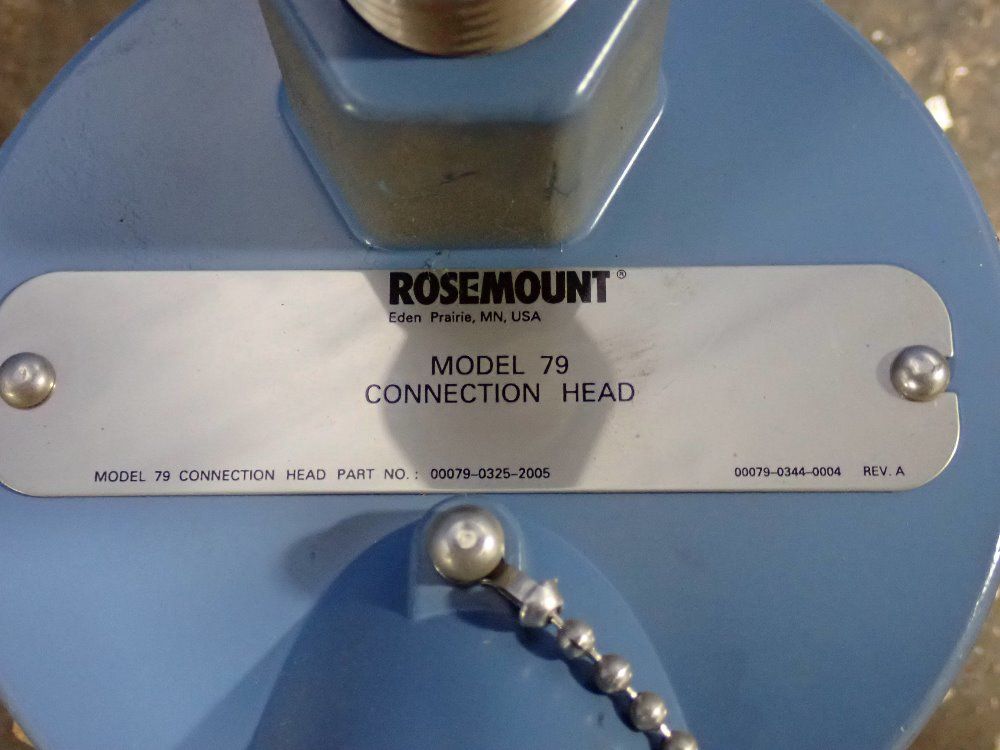 ROSEMOUNT®
Eden Prairie, MN, USA
MODEL 79
CONNECTION HEAD
MODEL 79 CONNECTION HEAD PART NO.: 00079-0325-2005
00079-0344-0004 REV. A